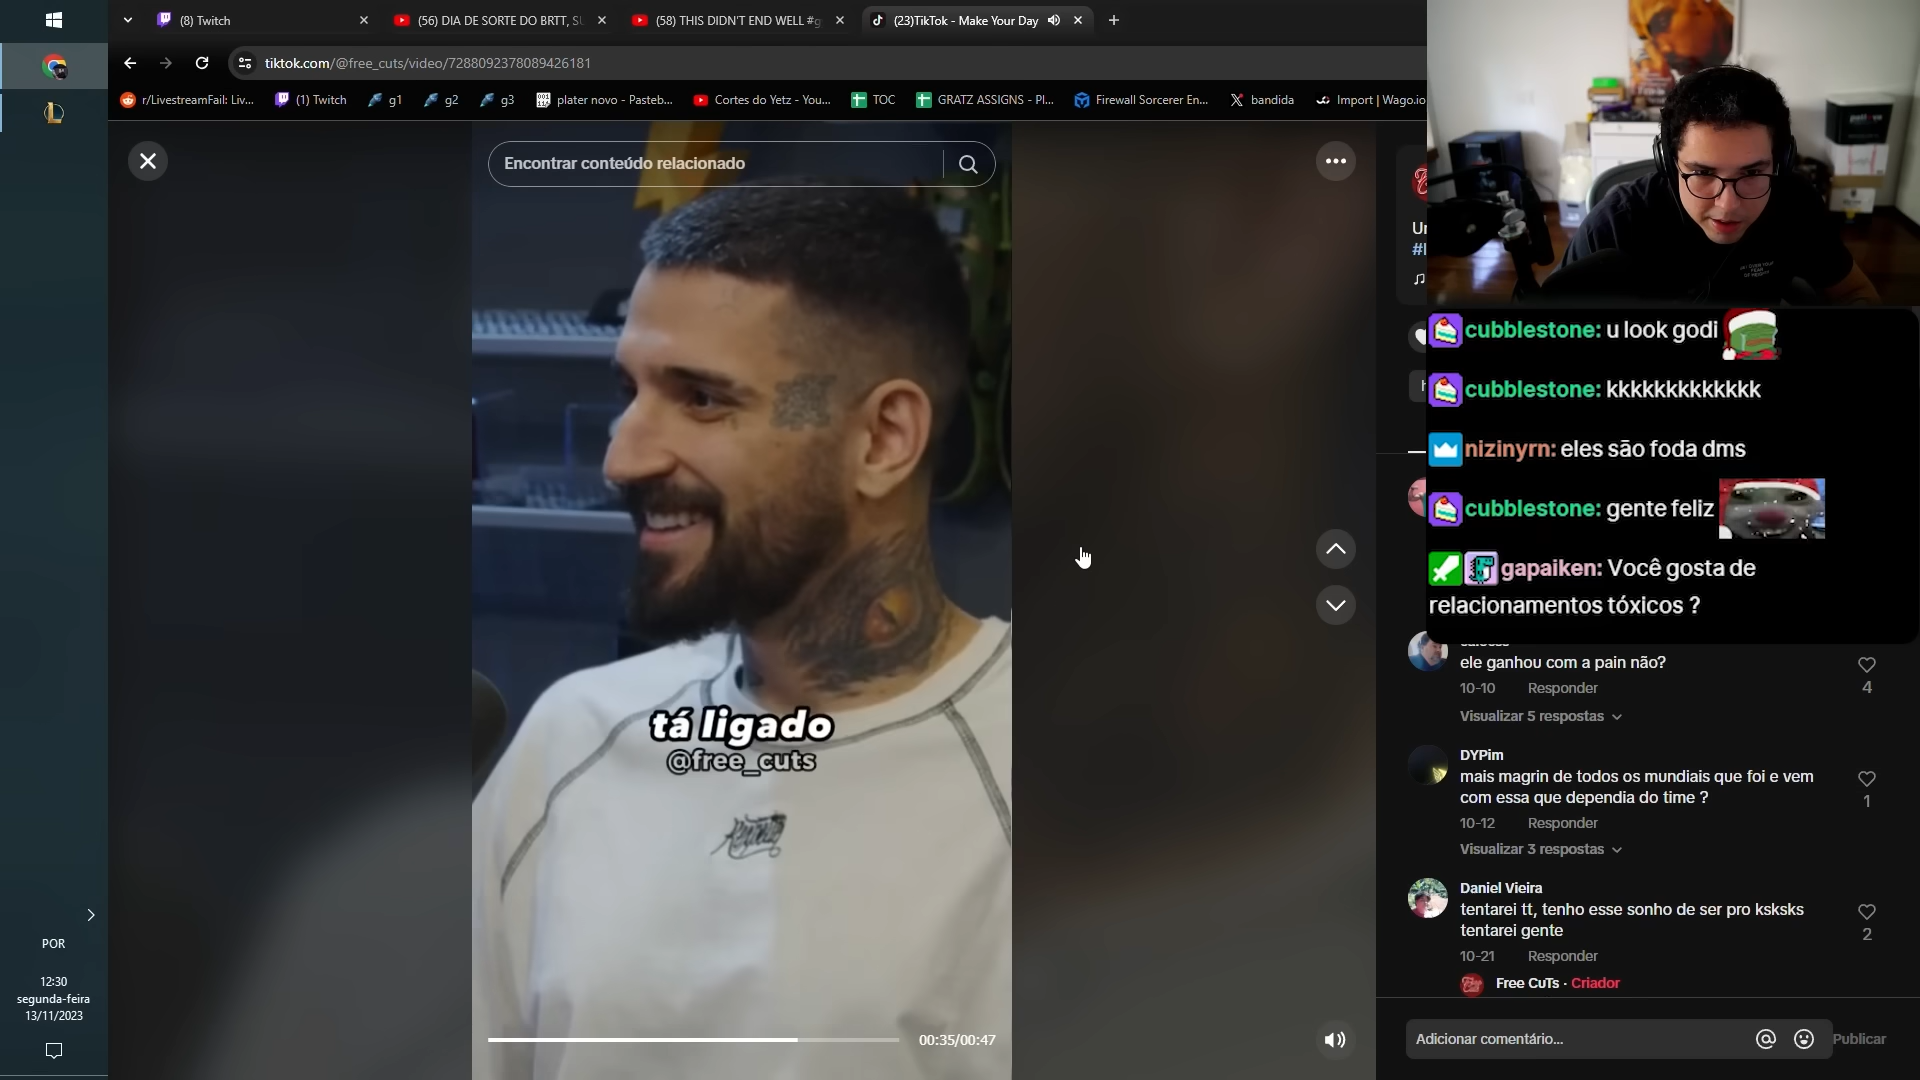 (8) Twitch
(56) DIA DE SORTE DO BRTT, SU
(58) THIS DIDN'T END WELL #g
(23)TikTok - Make Your Day
tiktok.com/@free_cuts/video/7288092378089426181
r/LivestreamFail: Liv...
(1) Twitch
g1
g2
g3
plater novo - Pasteb...
Cortes do Yetz - You...
TOC
GRATZ ASSIGNS - Pl...
Firewall Sorcerer En...
bandida
Import | Wago.io
Encontrar conteúdo relacionado
cubblestone: u look godi
cubblestone: kkkkkkkkkkkkk
nizinyrn: eles são foda dms
cubblestone: gente feliz
gapaiken: Você gosta de
relacionamentos tóxicos ?
tá ligado
@free_cuts
ele ganhou com a pain não?
10-10 Responder
4
Visualizar 5 respostas
DYPim
mais magrin de todos os mundiais que foi e vem
com essa que dependia do time ?
1
10-12 Responder
Visualizar 3 respostas
Daniel Vieira
tentarei tt, tenho esse sonho de ser pro ksksks
tentarei gente
2
10-21 Responder
Free CuTs · Criador
Adicionar comentário...
Publicar
00:35/00:47
POR
12:30
segunda-feira
13/11/2023